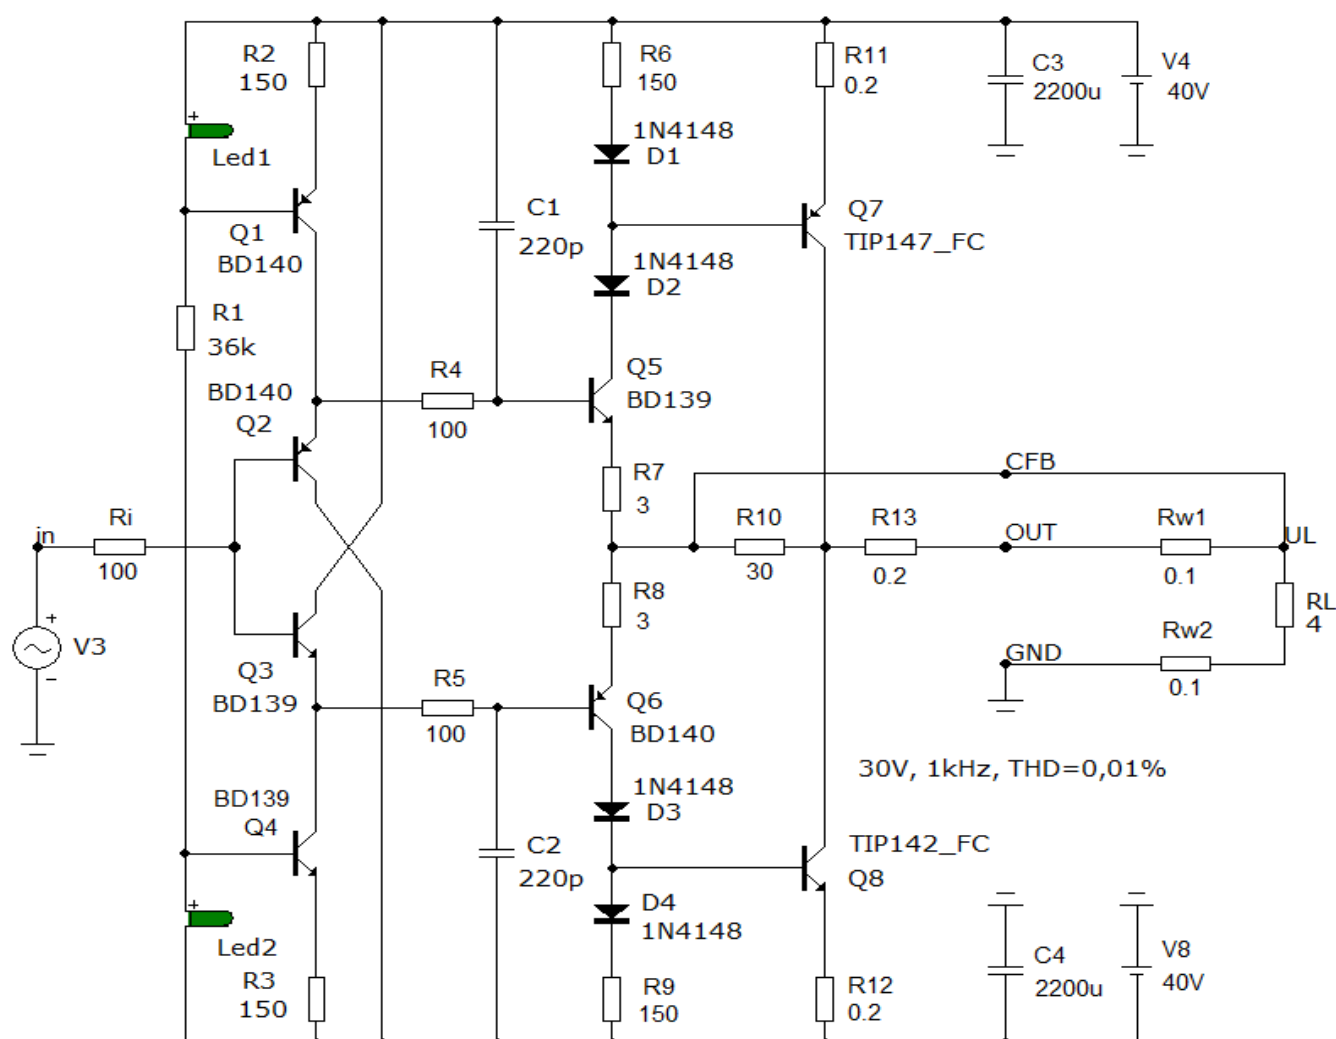 R2
150
R6
150
R11
0.2
C3
2200u
V4
40V
+
Led1
1N4148
D1
Q1
BD140
C1
220p
Q7
TIP147_FC
1N4148
D2
R1
36k
BD140
Q2
R4
100
Q5
BD139
R7
3
CFB
in
Ri
100
R10
30
R13
0.2
OUT
Rw1
0.1
UL
R8
3
RL
4
+
V3
−
Q3
BD139
R5
100
Q6
BD140
GND
Rw2
0.1
30V, 1kHz, THD=0,01%
BD139
Q4
1N4148
D3
TIP142_FC
Q8
C2
220p
+
Led2
D4
1N4148
R3
150
R9
150
R12
0.2
C4
2200u
V8
40V